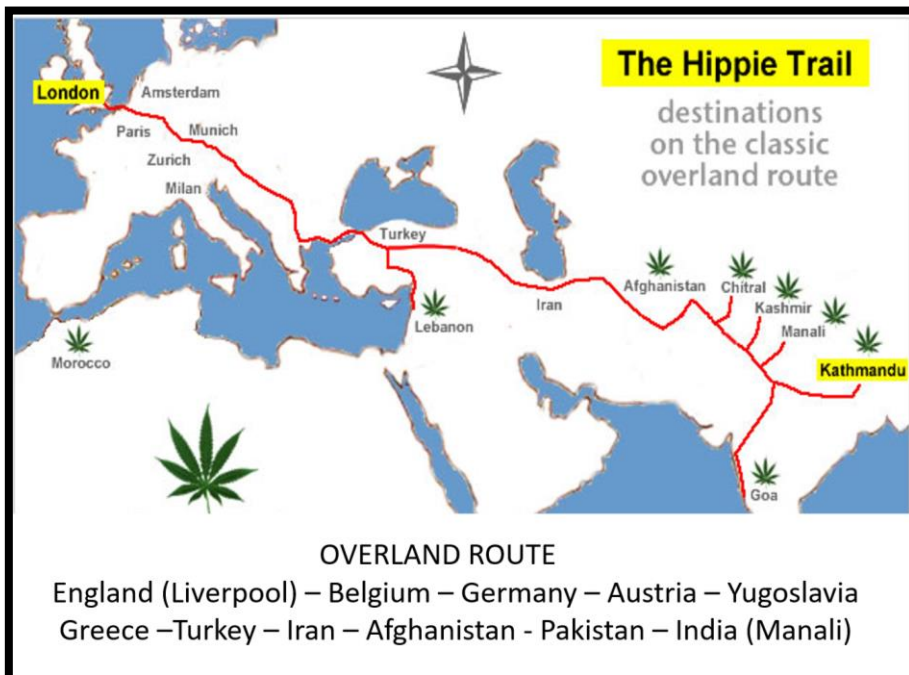 The Hippie Trail
destinations
on the classic
overland route
London
Amsterdam
Paris
Munich
Zurich
Milan
Turkey
Lebanon
Morocco
Iran
Afghanistan
Chitral
Kashmir
Manali
Kathmandu
Goa
OVERLAND ROUTE
England (Liverpool) – Belgium – Germany – Austria – Yugoslavia
Greece –Turkey – Iran – Afghanistan - Pakistan – India (Manali)